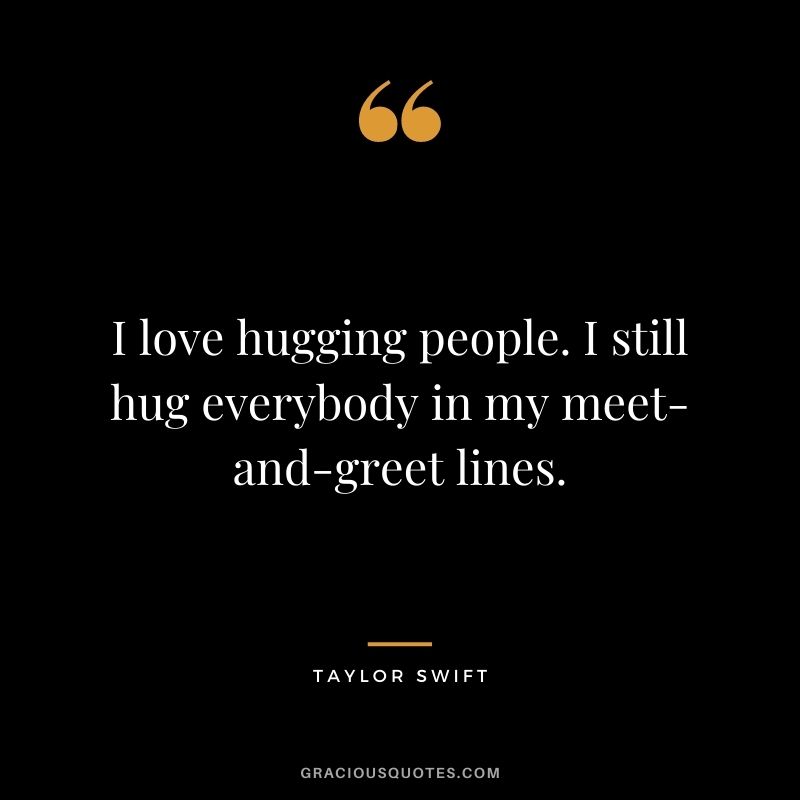 “
I love hugging people. I still
hug everybody in my meet-
and-greet lines.
TAYLOR SWIFT
GRACIOUSQUOTES.COM